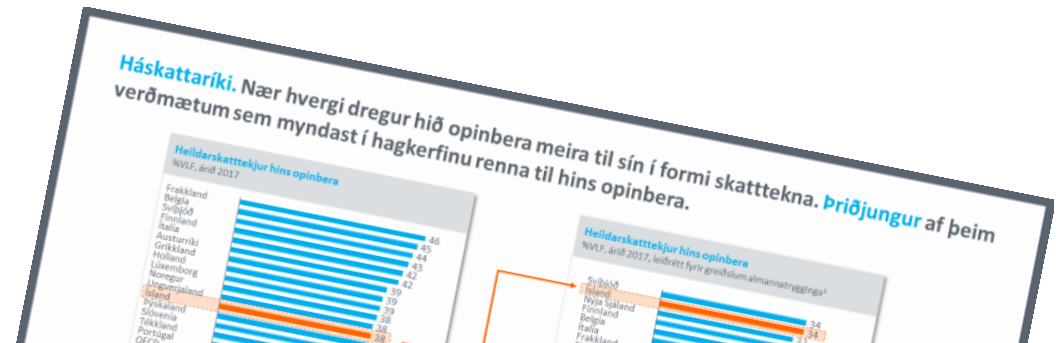 Háskattaríki. Nær hvergi dregur hið opinbera meira til sín í formi skatttekna. Þriðjungur af þeim
verðmætum sem myndast í hagkerfinu renna til hins opinbera.
Heildarskatttekjur hins opinbera
%VLF, árið 2017
Frakkland
Belgía
Svíþjóð
Finnland
Ítalía
Austurríki
Grikkland
Holland
Lúxemborg
Noregur
Ungverjaland
Ísland
Þýskaland
Slóvenía
Tékkland
Portúgal
OECD
46
45
44
43
42
42
39
39
39
38
38
38
Heildarskatttekjur hins opinbera
%VLF, árið 2017, leiðrétt fyrir greiðslum almannatrygginga¹
Svíþjóð
Ísland
Nýja Sjáland
Finnland
Belgía
Ítalía
Frakkland
34
34